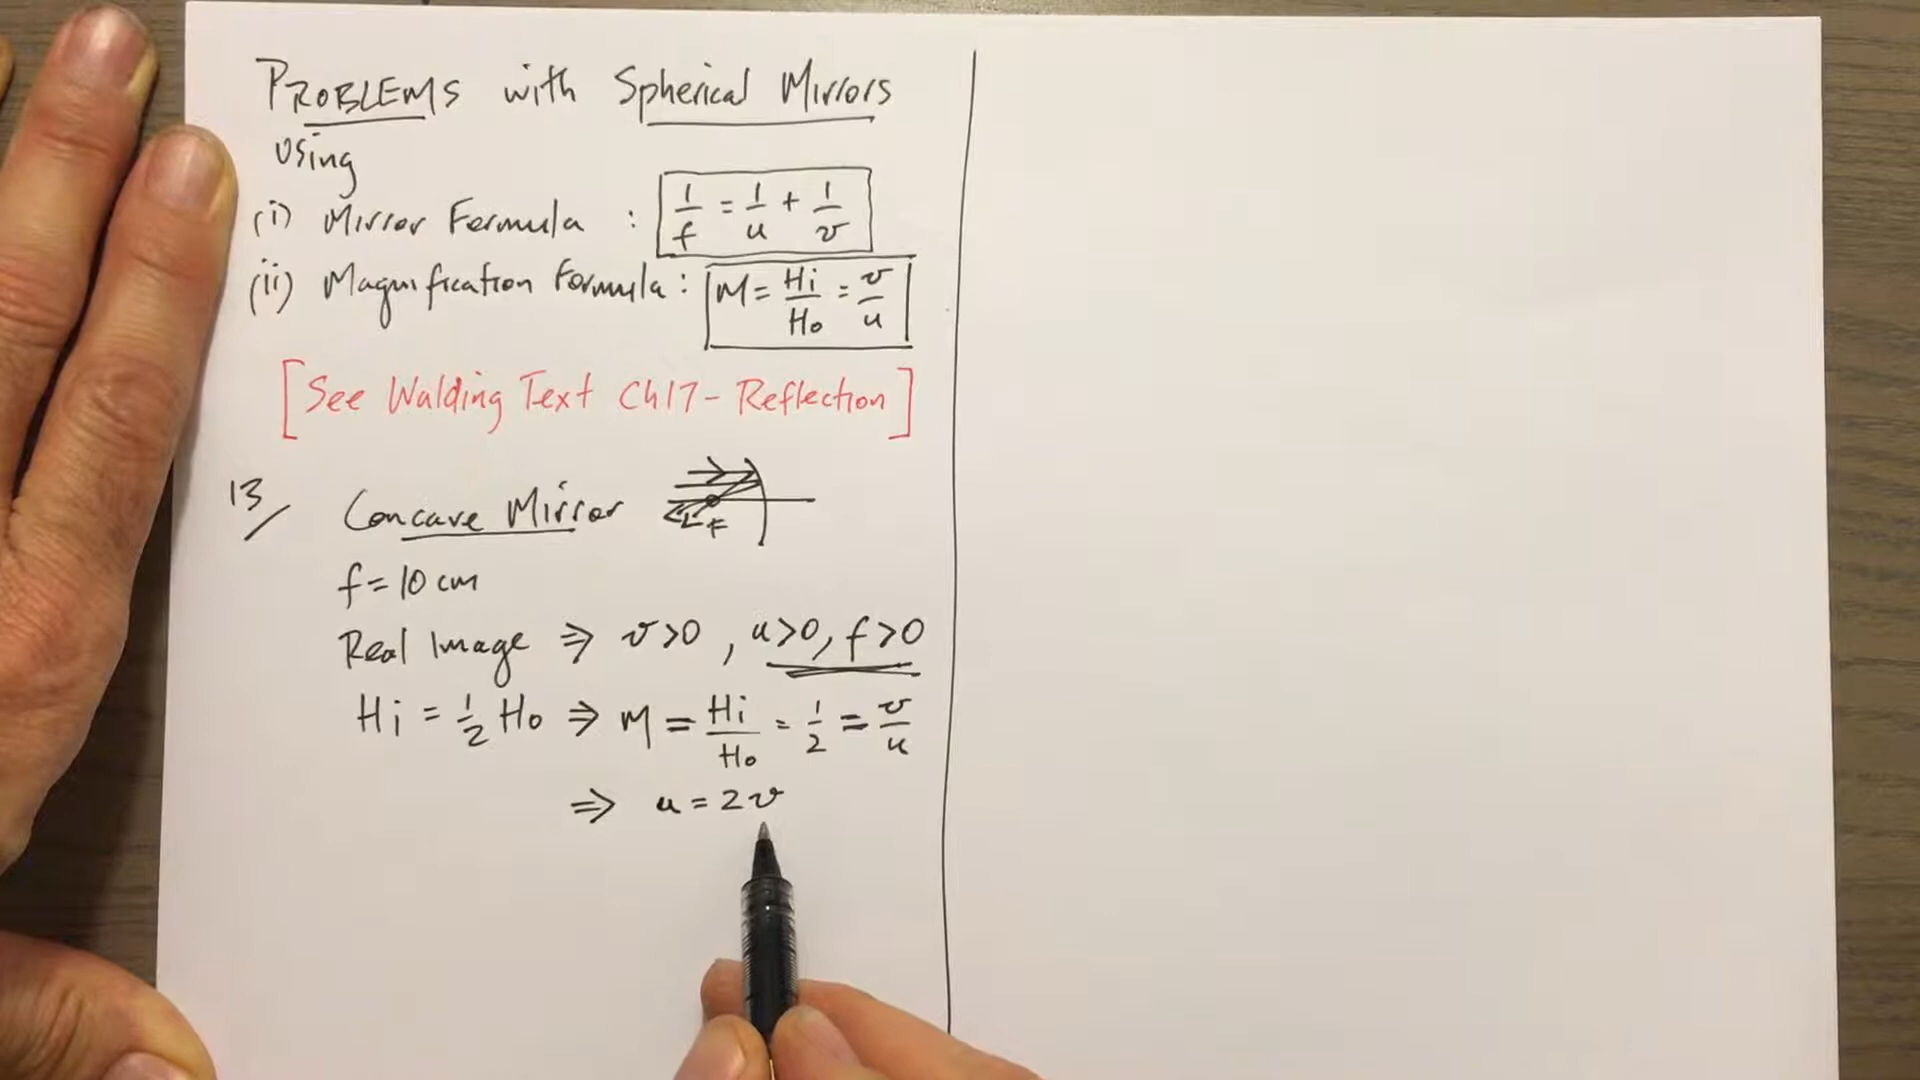 PROBLEMS with Spherical Mirrors
using
(i) Mirror Formula : 1/f = 1/u + 1/v
(ii) Magnification Formula : M = Hi/Ho = v/u
[See Walding Text Ch17 - Reflection]
13/ Concave Mirror F
f = 10 cm
Real Image ⇒ v>0, u>0, f>0
Hi = 1/2 Ho ⇒ M = Hi/Ho = 1/2 = v/u
⇒ u = 2v